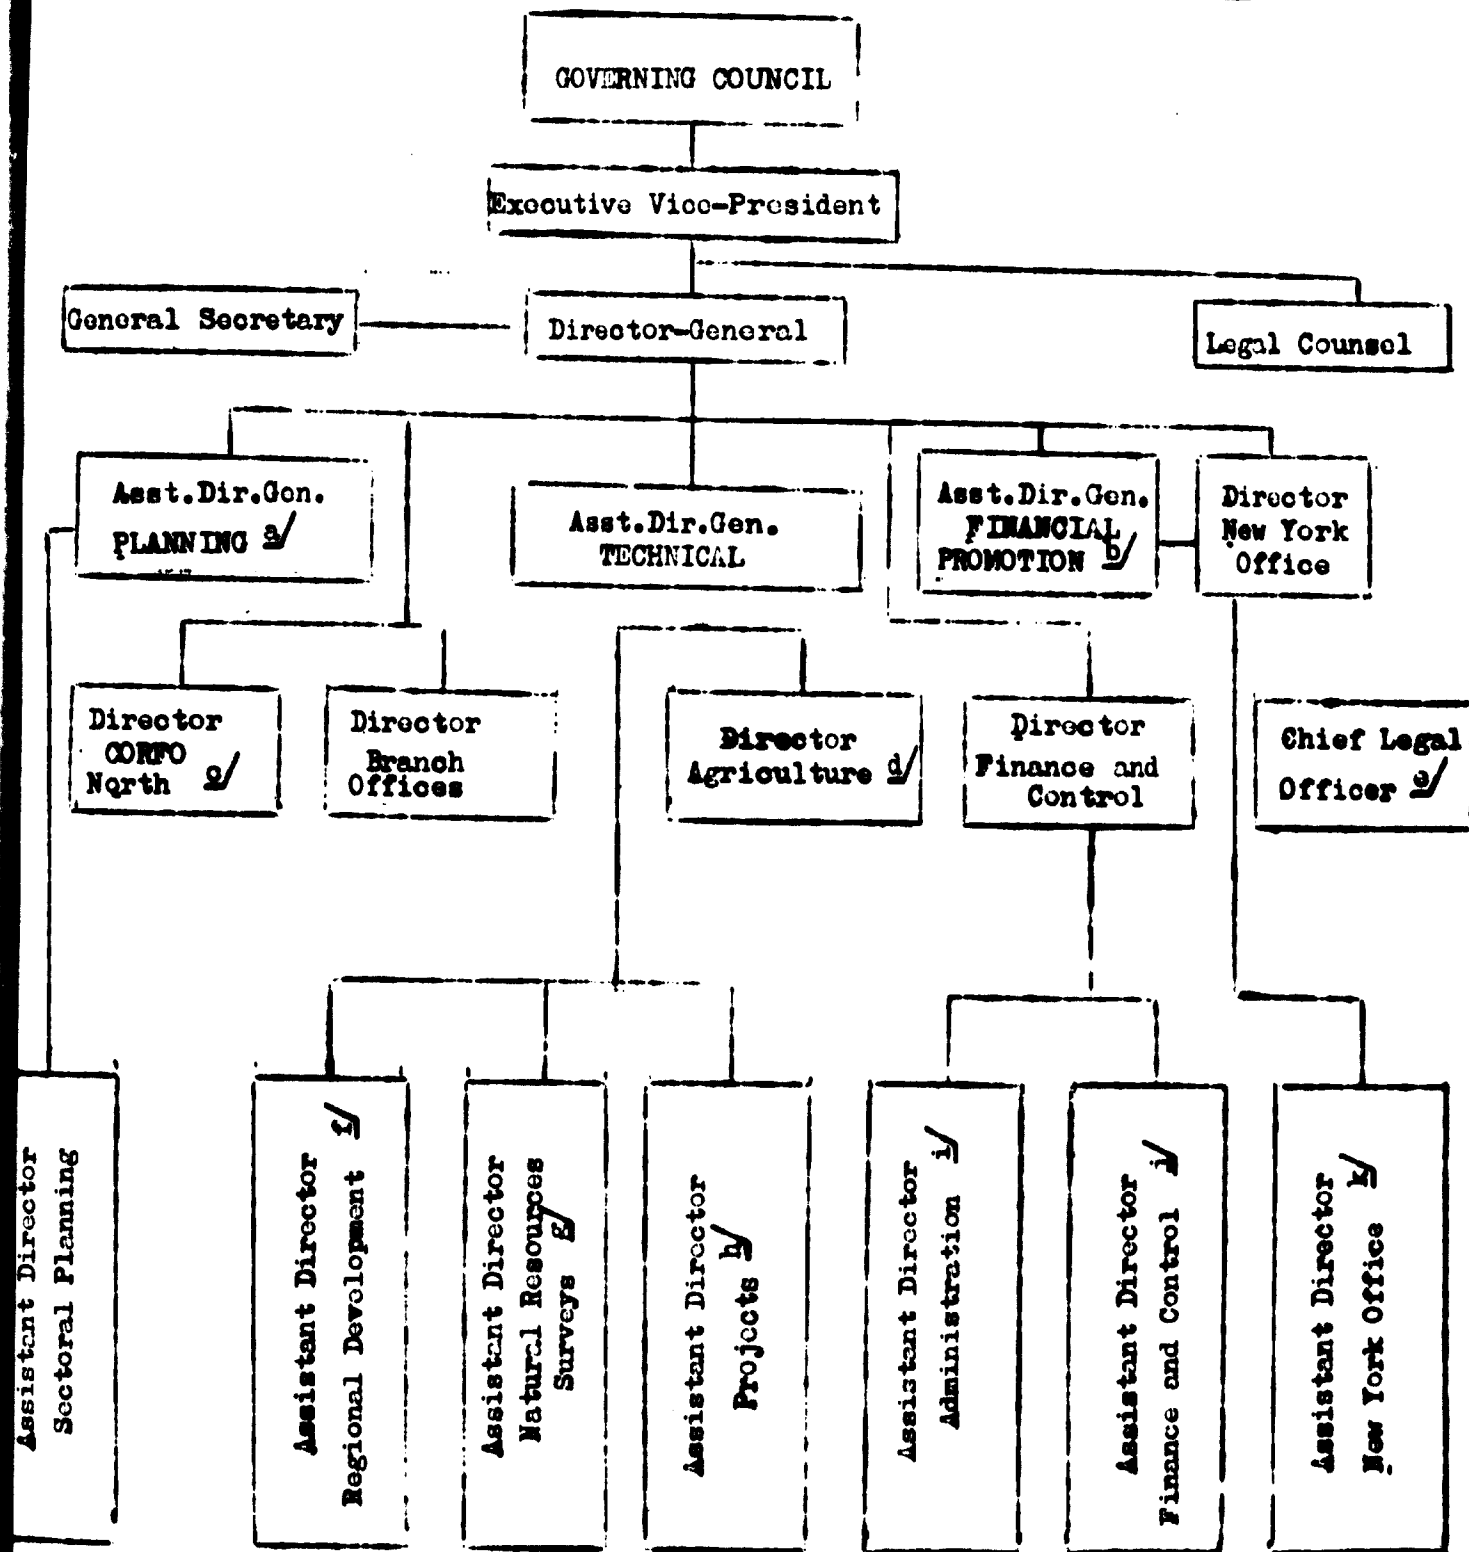 GOVERNING COUNCIL
Executive Vice-President
General Secretary
Director-General
Legal Counsel
Asst.Dir.Gen.
PLANNING a/
Asst.Dir.Gen.
TECHNICAL
Asst.Dir.Gen.
FINANCIAL
PROMOTION b/
Director
New York
Office
Director
CORFO
North c/
Director
Branch
Offices
Director
Agriculture d/
Director
Finance and
Control
Chief Legal
Officer e/
Assistant Director
Sectoral Planning
Assistant Director
Regional Development f/
Assistant Director
Natural Resources
Surveys g/
Assistant Director
Projects h/
Assistant Director
Administration i/
Assistant Director
Finance and Control j/
Assistant Director
New York Office k/